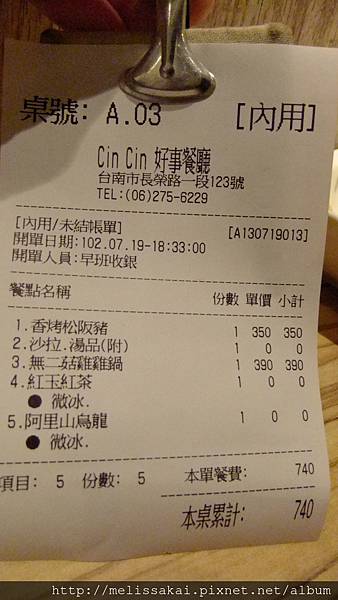 桌號: A.03 [內用]
Cin Cin 好事餐廳
台南市長榮路一段123號
TEL:(06)275-6229
[內用/未結帳單] [A130719013]
開單日期:102.07.19-18:33:00
開單人員:早班收銀
餐點名稱 份數 單價 小計
1.香烤松阪豬 1 350 350
2.沙拉.湯品(附) 1 0 0
3.無二菇雞雞鍋 1 390 390
4.紅玉紅茶 1 0 0
● 微冰.
5.阿里山烏龍 1 0 0
● 微冰.
項目: 5 份數: 5 本單餐費: 740
本桌累計: 740
http://melissakai.pixnet.net/album